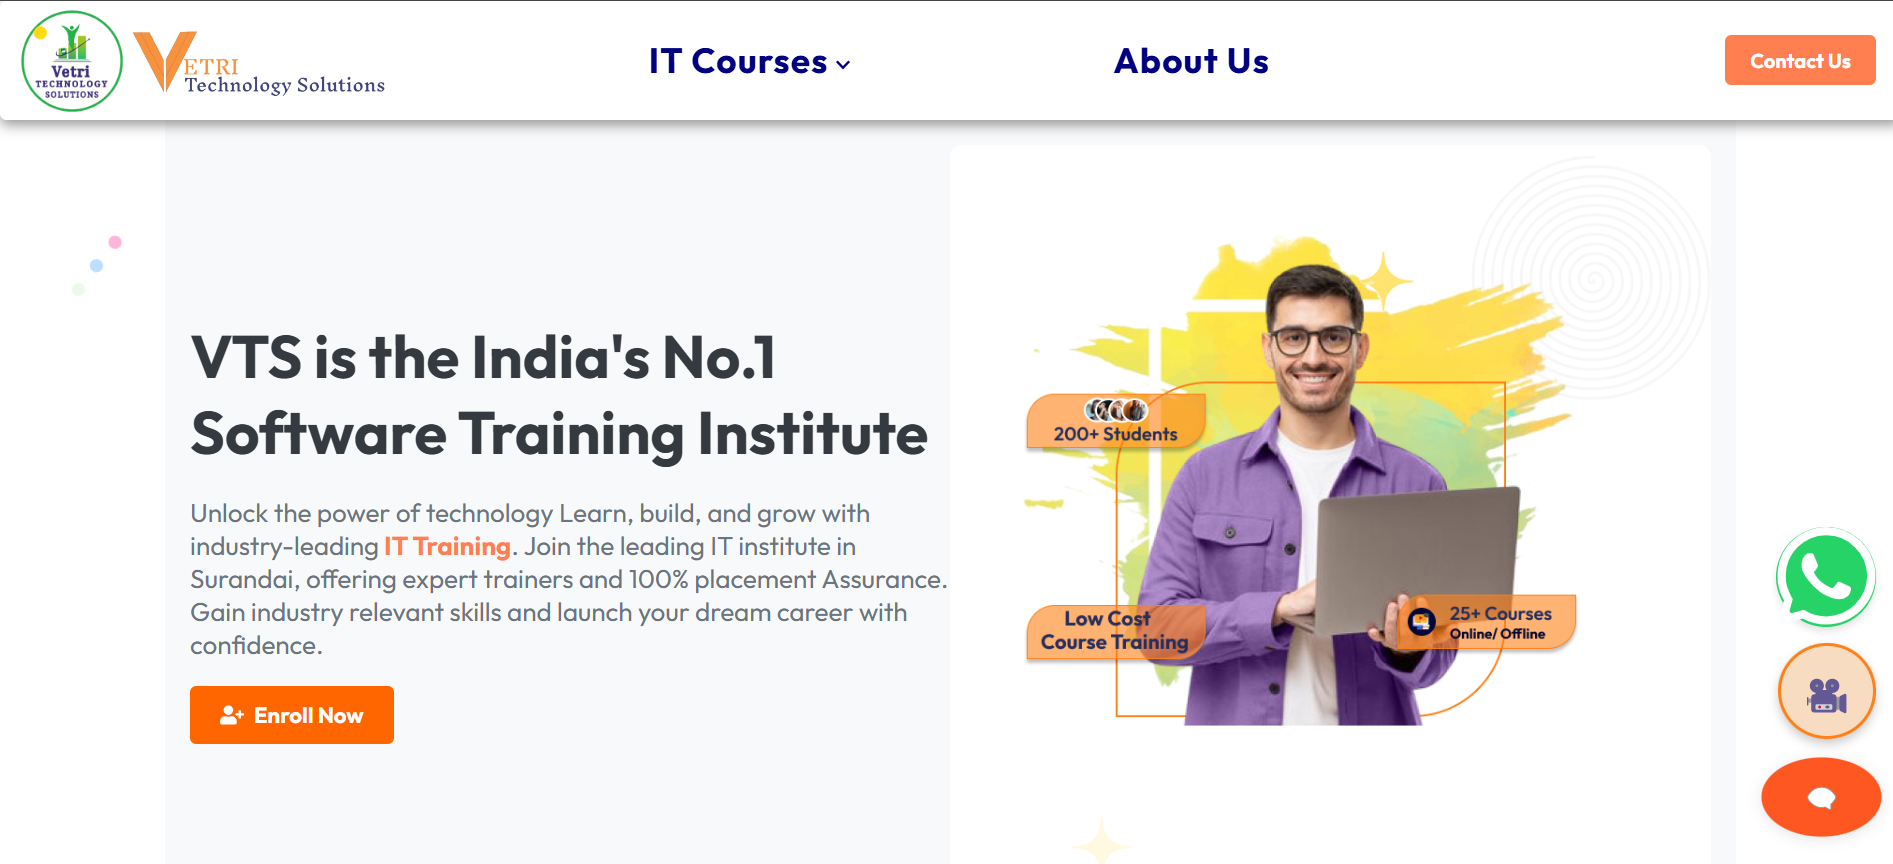 Vetri
TECHNOLOGY
SOLUTIONS
VETRI
Technology Solutions
IT Courses
About Us
Contact Us
VTS is the India's No.1
Software Training Institute
Unlock the power of technology Learn, build, and grow with
industry-leading IT Training. Join the leading IT institute in
Surandai, offering expert trainers and 100% placement Assurance.
Gain industry relevant skills and launch your dream career with
confidence.
Enroll Now
200+ Students
Low Cost
Course Training
25+ Courses
Online/ Offline